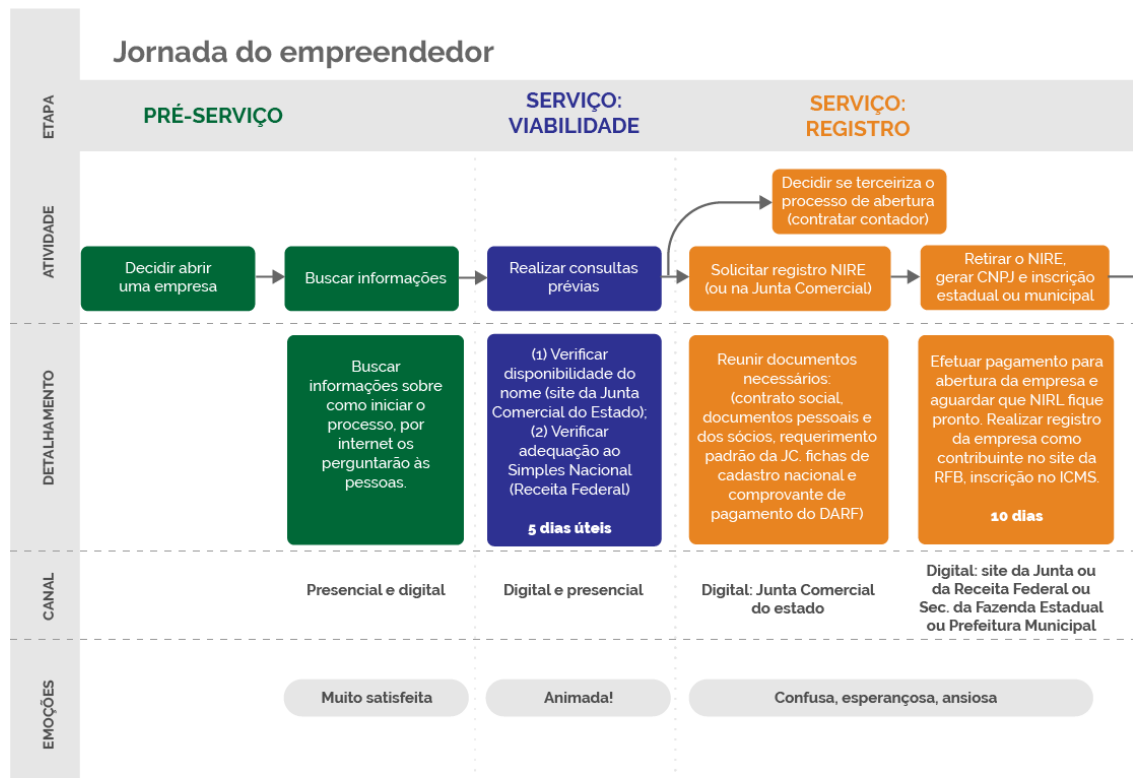 Jornada do empreendedor
ETAPA
PRÉ-SERVIÇO
SERVIÇO:
VIABILIDADE
SERVIÇO:
REGISTRO
ATIVIDADE
Decidir abrir
uma empresa
Buscar informações
Realizar consultas
prévias
Decidir se terceiriza o
processo de abertura
(contratar contador)
Solicitar registro NIRE
(ou na Junta Comercial)
Retirar o NIRE,
gerar CNPJ e inscrição
estadual ou municipal
DETALHAMENTO
Buscar
informações sobre
como iniciar o
processo, por
internet os
perguntarão às
pessoas.
(1) Verificar
disponibilidade do
nome (site da Junta
Comercial do Estado);
(2) Verificar
adequação ao
Simples Nacional
(Receita Federal)
5 dias úteis
Reunir documentos
necessários:
(contrato social,
documentos pessoais e
dos sócios, requerimento
padrão da JC. fichas de
cadastro nacional e
comprovante de
pagamento do DARF)
Efetuar pagamento para
abertura da empresa e
aguardar que NIRL fique
pronto. Realizar registro
da empresa como
contribuinte no site da
RFB, inscrição no ICMS.
10 dias
CANAL
Presencial e digital
Digital e presencial
Digital: Junta Comercial
do estado
Digital: site da Junta ou
da Receita Federal ou
Sec. da Fazenda Estadual
ou Prefeitura Municipal
EMOÇÕES
Muito satisfeita
Animada!
Confusa, esperançosa, ansiosa